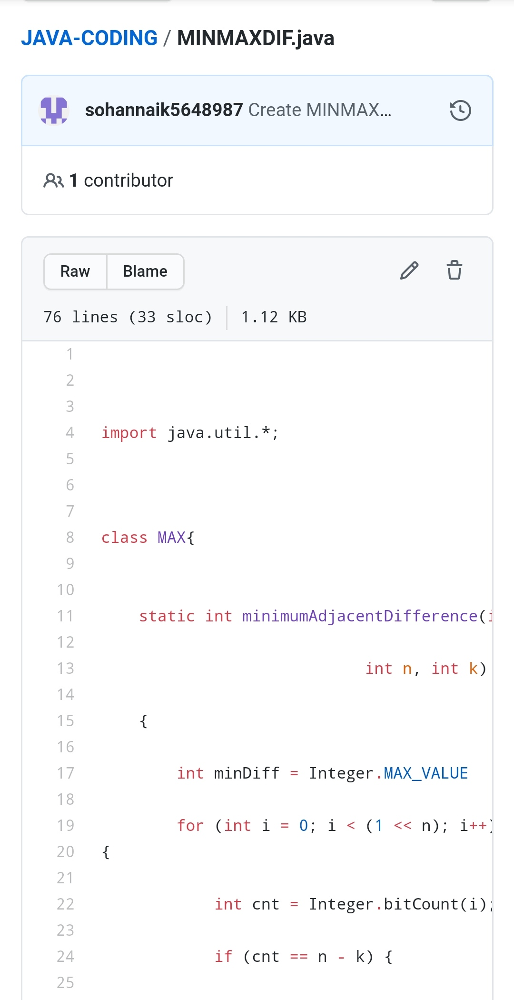 JAVA-CODING / MINMAXDIF.java
sohannaik5648987 Create MINMAX...
1 contributor
Raw Blame
76 lines (33 sloc) 1.12 KB
1
2
3
4 import java.util.*;
5
6
7
8 class MAX{
9
10
11 static int minimumAdjacentDifference(i
12
13 int n, int k)
14
15 {
16
17 int minDiff = Integer.MAX_VALUE
18
19 for (int i = 0; i < (1 << n); i++)
20 {
21
22 int cnt = Integer.bitCount(i);
23
24 if (cnt == n - k) {
25